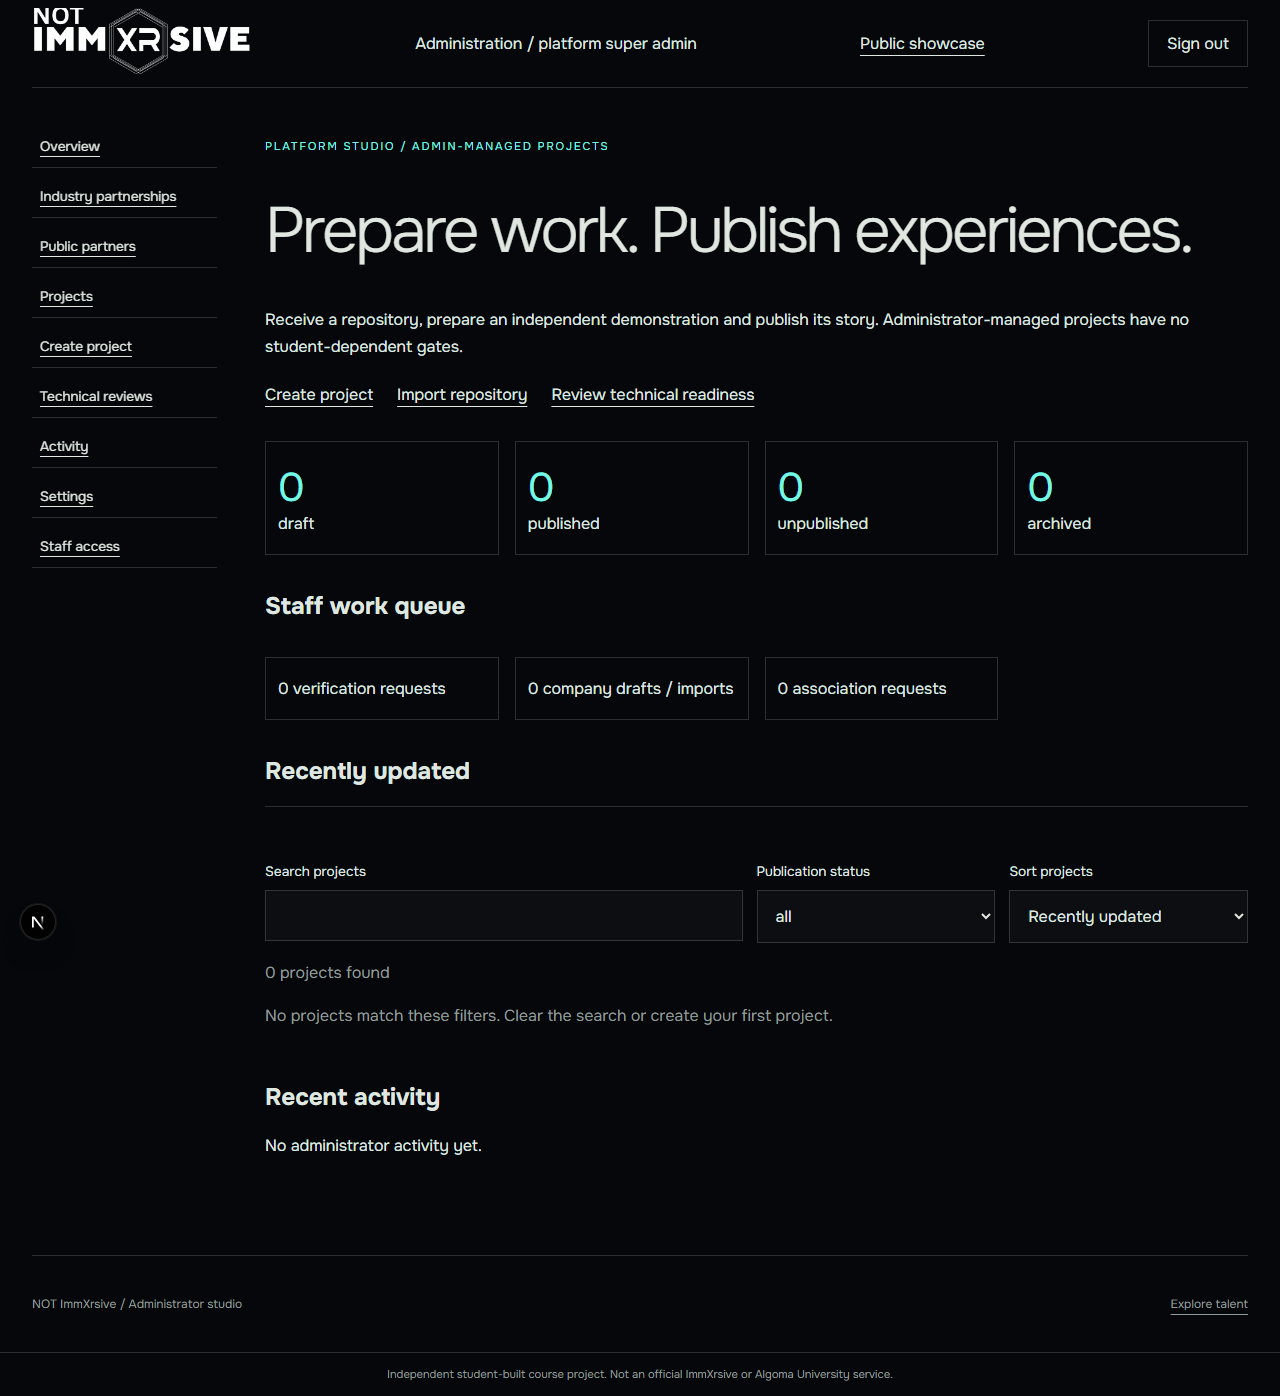 NOT
IMMXRSIVE
Administration / platform super admin
Public showcase
Sign out
Overview
Industry partnerships
Public partners
Projects
Create project
Technical reviews
Activity
Settings
Staff access
PLATFORM STUDIO / ADMIN-MANAGED PROJECTS
Prepare work. Publish experiences.
Receive a repository, prepare an independent demonstration and publish its story. Administrator-managed projects have no
student-dependent gates.
Create project
Import repository
Review technical readiness
0
draft
0
published
0
unpublished
0
archived
Staff work queue
0 verification requests
0 company drafts / imports
0 association requests
Recently updated
Search projects
Publication status
all
Sort projects
Recently updated
0 projects found
No projects match these filters. Clear the search or create your first project.
Recent activity
No administrator activity yet.
N
NOT ImmXrsive / Administrator studio
Explore talent
Independent student-built course project. Not an official ImmXrsive or Algoma University service.